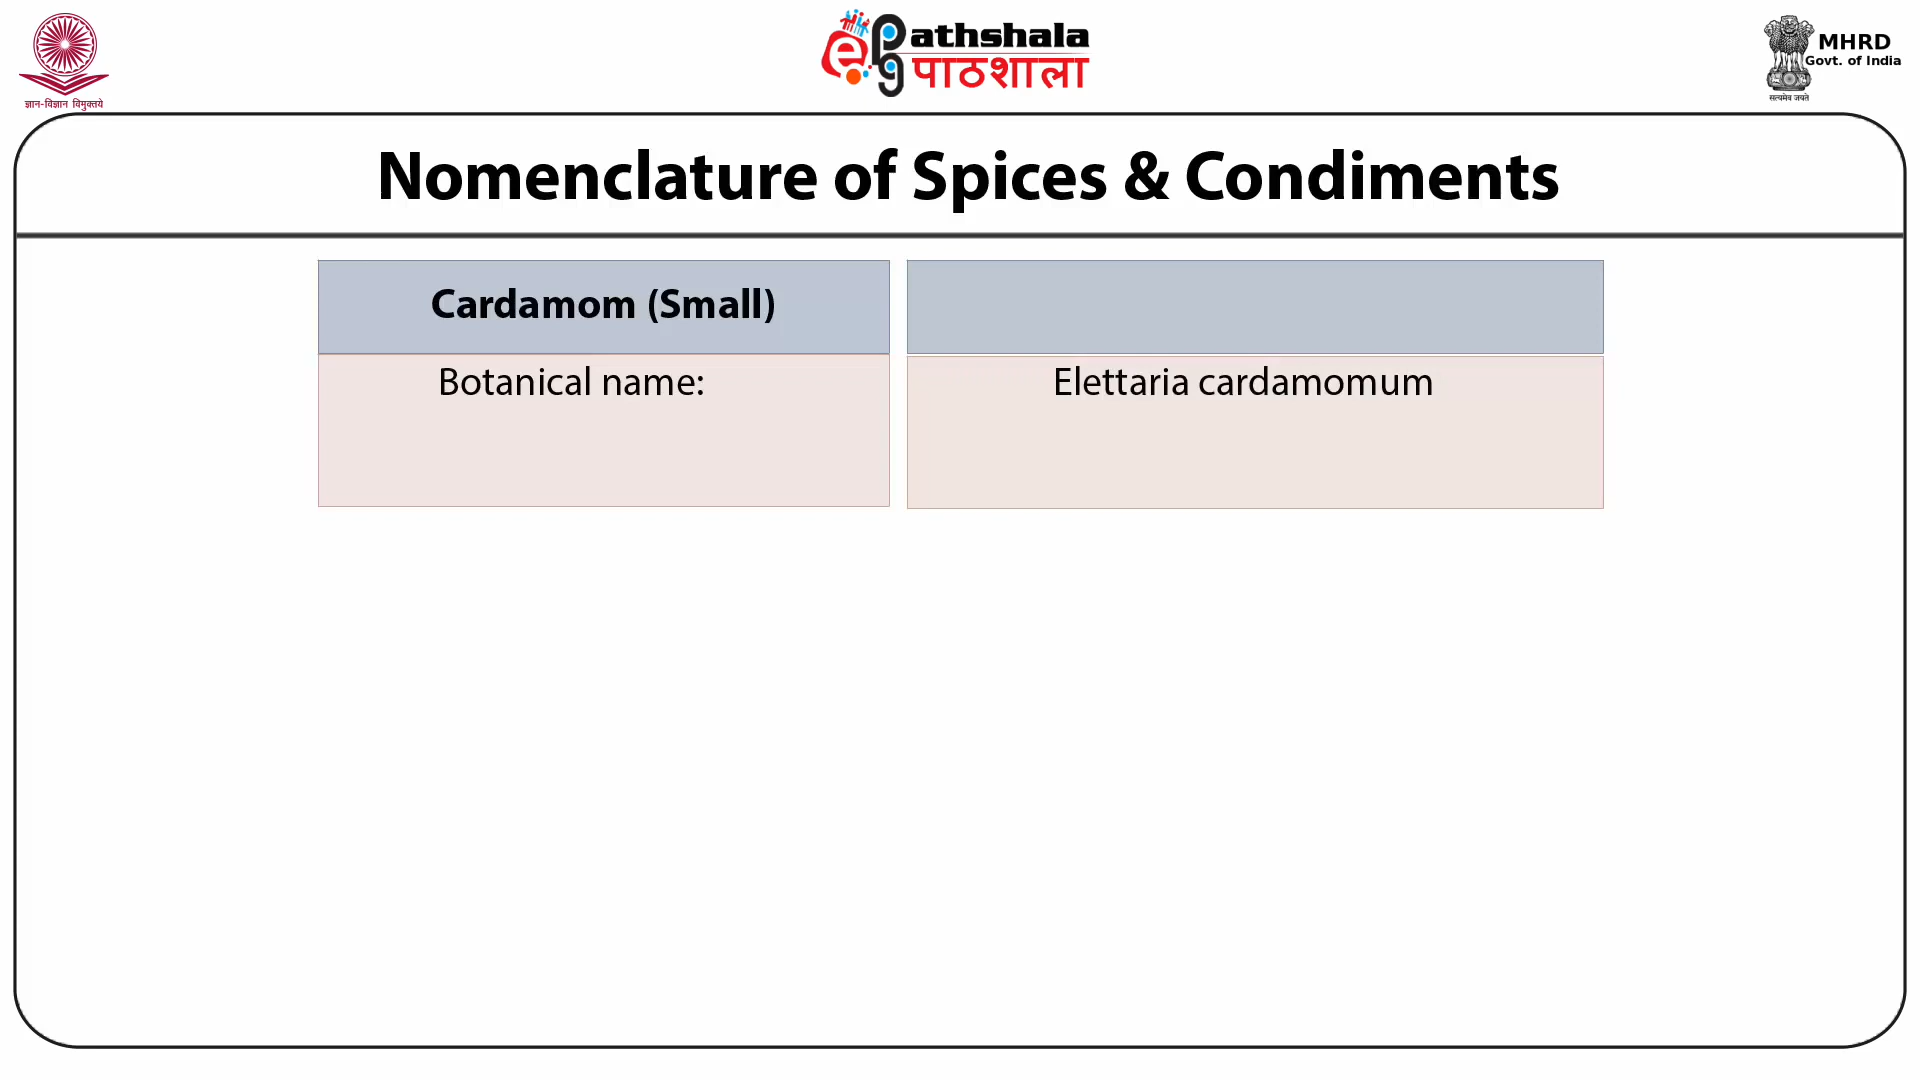 ज्ञान-विज्ञान विमुक्तये
ePG Pathshala
पाठशाला
MHRD
Govt. of India
सत्यमेव जयते
Nomenclature of Spices & Condiments
Cardamom (Small)
Botanical name:
Elettaria cardamomum